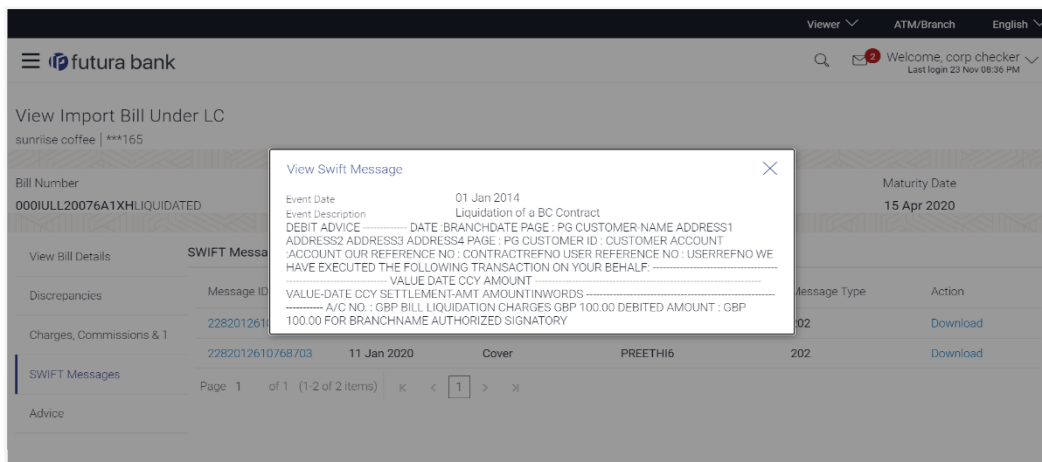 Viewer ATM/Branch English
futura bank
2 Welcome, corp checker
Last login 23 Nov 08:36 PM
View Import Bill Under LC
sunriise coffee | ***165
Bill Number
000IULL20076A1XHLIQUIDATED
Maturity Date
15 Apr 2020
View Swift Message
Event Date 01 Jan 2014
Event Description Liquidation of a BC Contract
DEBIT ADVICE ------------- DATE :BRANCHDATE PAGE : PG CUSTOMER-NAME ADDRESS1
ADDRESS2 ADDRESS3 ADDRESS4 PAGE : PG CUSTOMER ID : CUSTOMER ACCOUNT
:ACCOUNT OUR REFERENCE NO : CONTRACTREFNO USER REFERENCE NO : USERREFNO WE
HAVE EXECUTED THE FOLLOWING TRANSACTION ON YOUR BEHALF: -------------------------------------
------------------------------ VALUE DATE CCY AMOUNT --------------------------------------------------------------------
VALUE-DATE CCY SETTLEMENT-AMT AMOUNTINWORDS --------------------------------------------------------
----------- A/C NO. : GBP BILL LIQUIDATION CHARGES GBP 100.00 DEBITED AMOUNT : GBP
100.00 FOR BRANCHNAME AUTHORIZED SIGNATORY
View Bill Details
Discrepancies
Charges, Commissions & T
SWIFT Messages
Advice
SWIFT Messa
Message ID Message Type Action
2282012610 202 Download
2282012610768703 11 Jan 2020 Cover PREETHI6 202 Download
Page 1 of 1 (1-2 of 2 items) 1